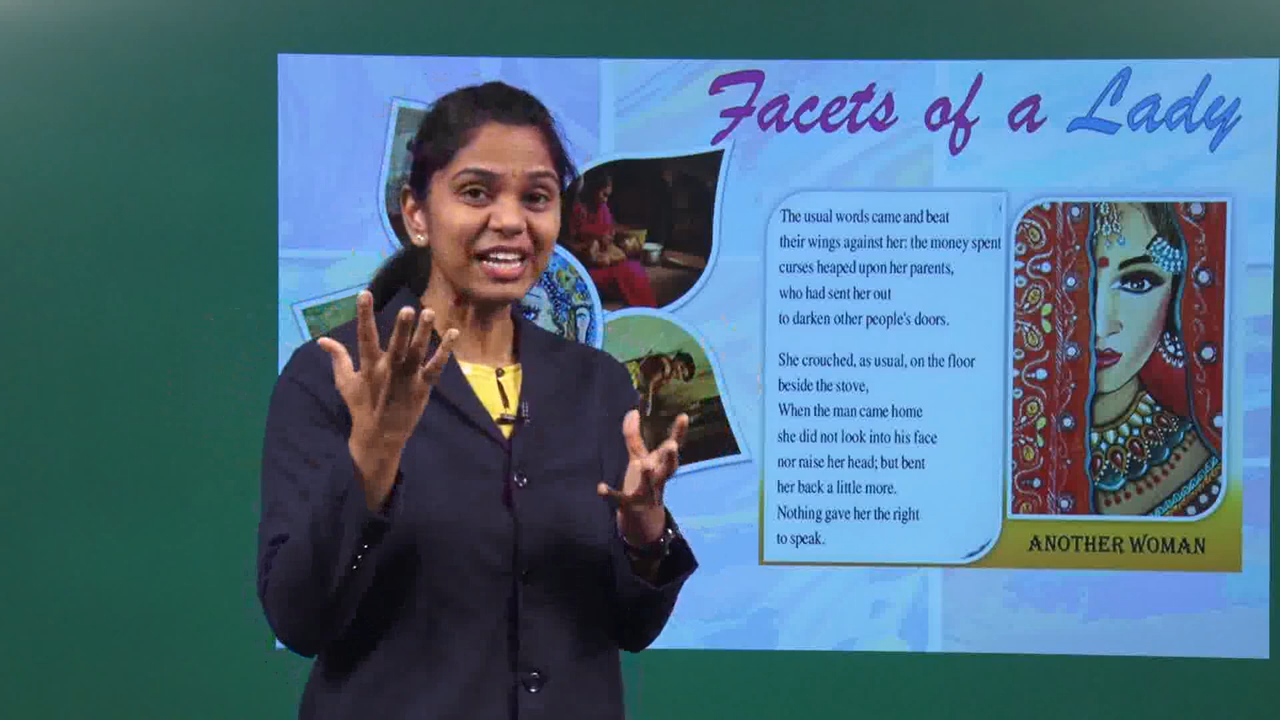 Facets of a Lady
The usual words came and beat
their wings against her: the money spent
curses heaped upon her parents,
who had sent her out
to darken other people's doors.
She crouched, as usual, on the floor
beside the stove,
When the man came home
she did not look into his face
nor raise her head; but bent
her back a little more.
Nothing gave her the right
to speak.
ANOTHER WOMAN